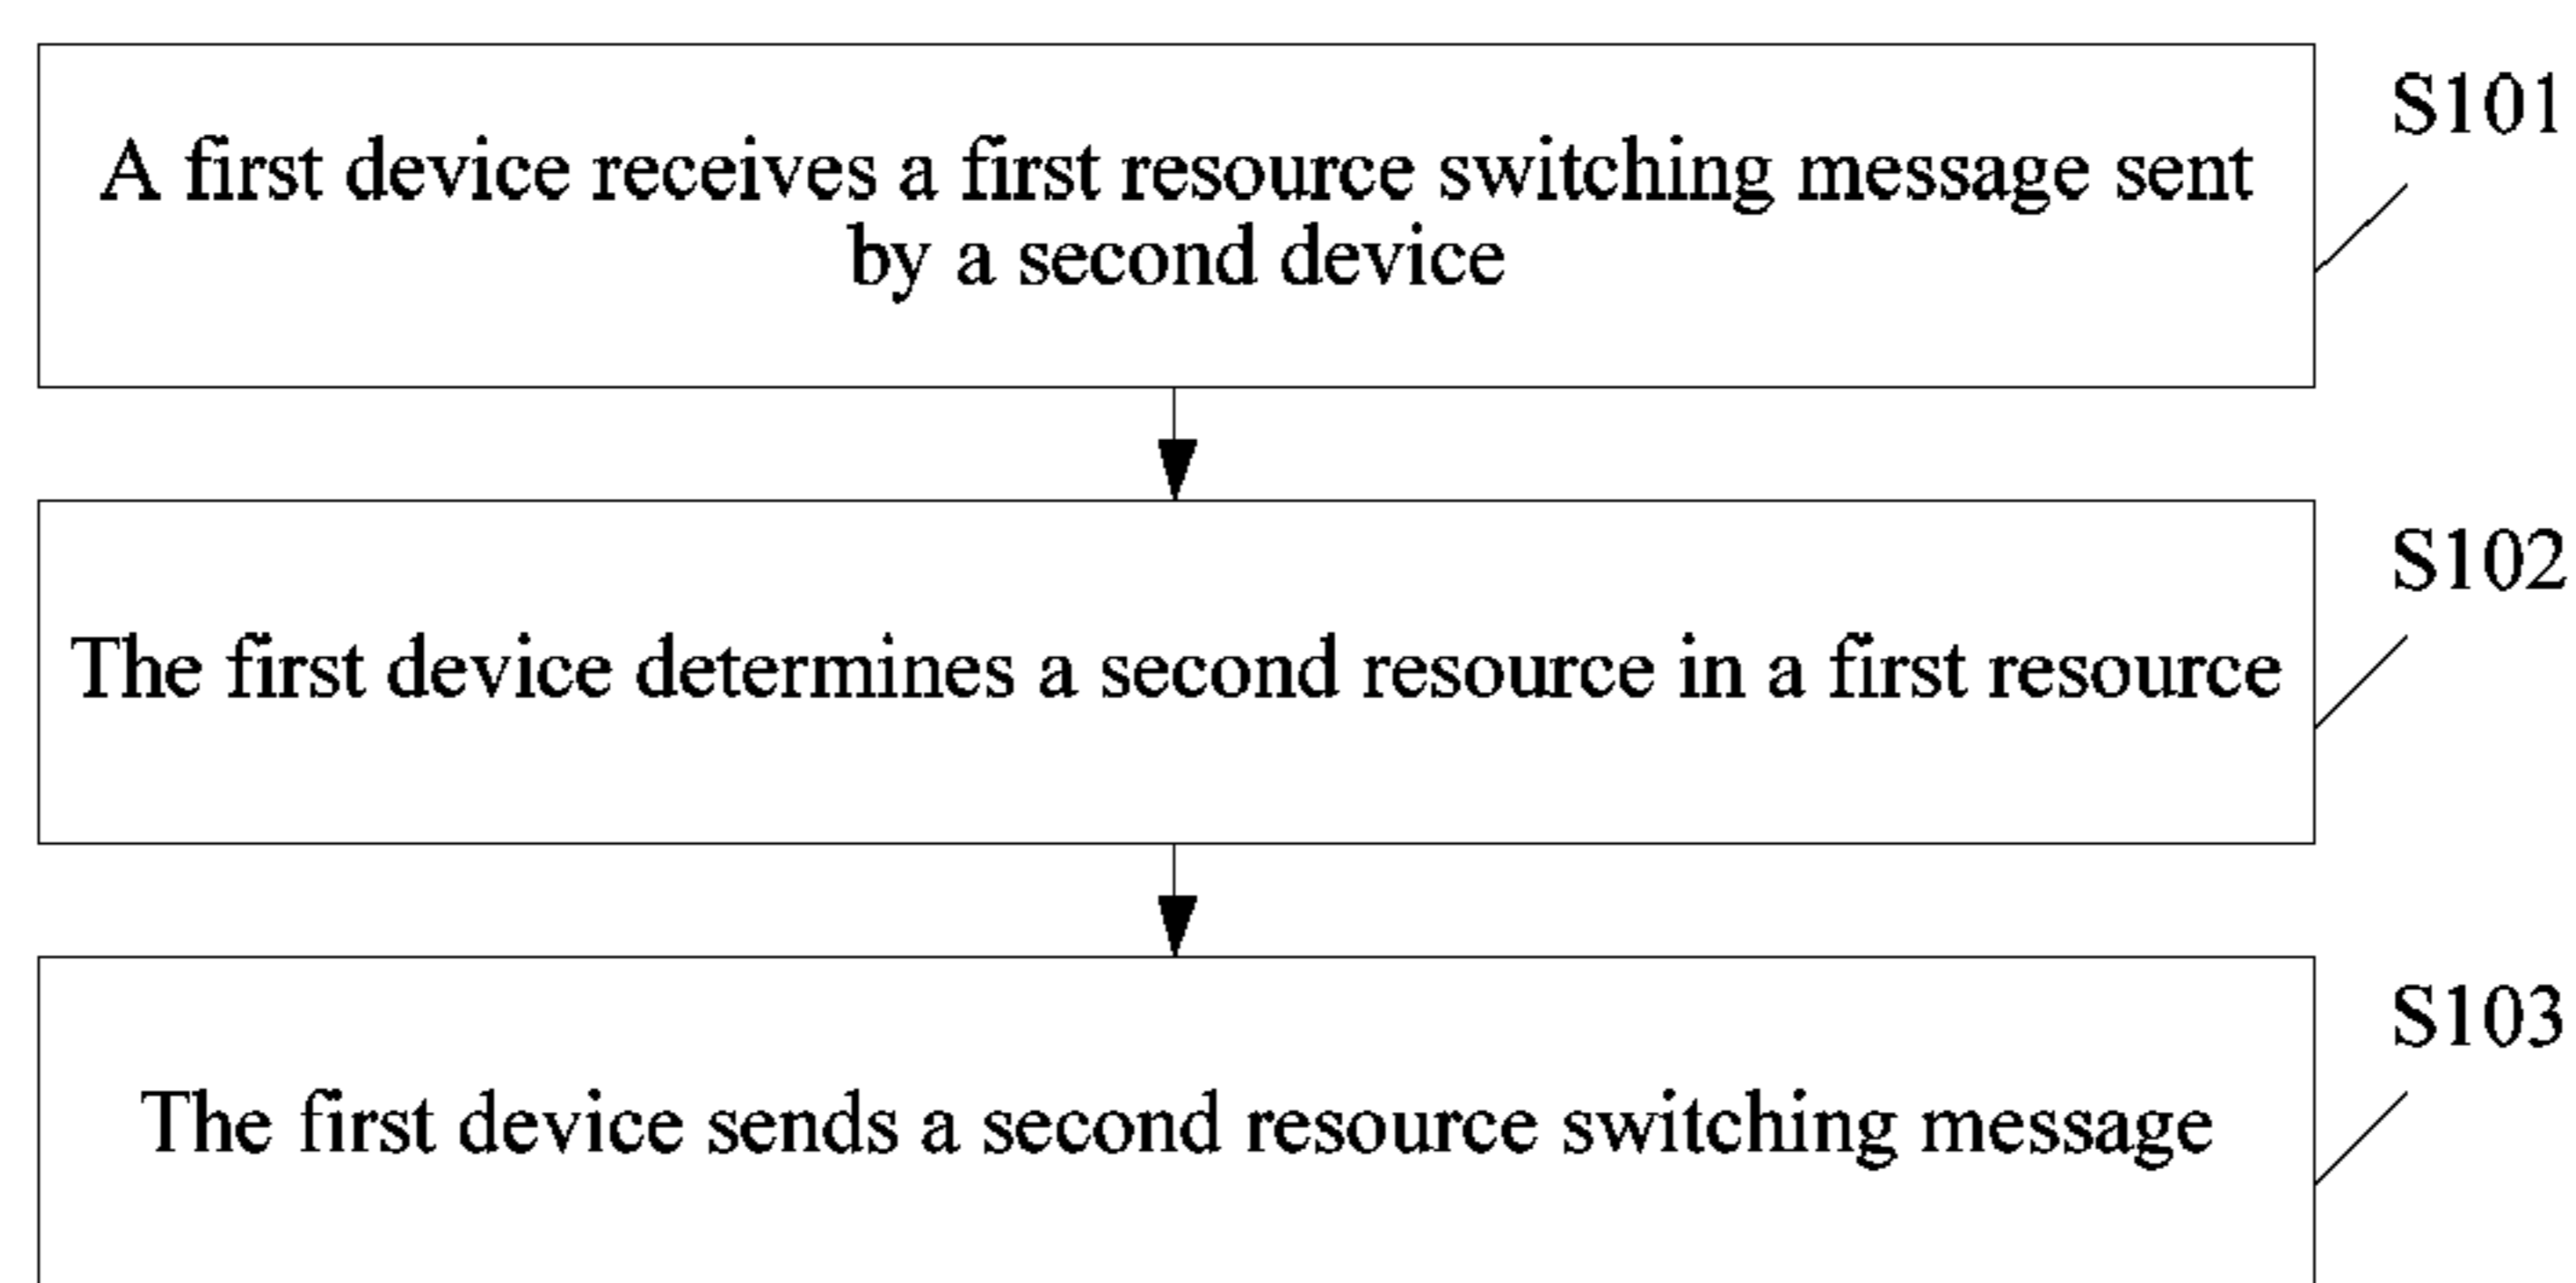 A first device receives a first resource switching message sent
by a second device
S101
The first device determines a second resource in a first resource
S102
The first device sends a second resource switching message
S103